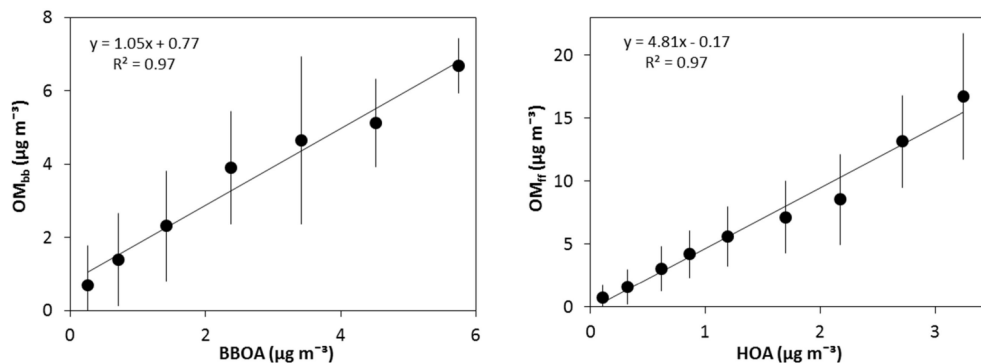 8
6
4
2
0
OM_bb (µg m⁻³)
y = 1.05x + 0.77
R² = 0.97
0 2 4 6
BBOA (µg m⁻³)
20
15
10
5
0
OM_ff (µg m⁻³)
y = 4.81x - 0.17
R² = 0.97
0 1 2 3
HOA (µg m⁻³)